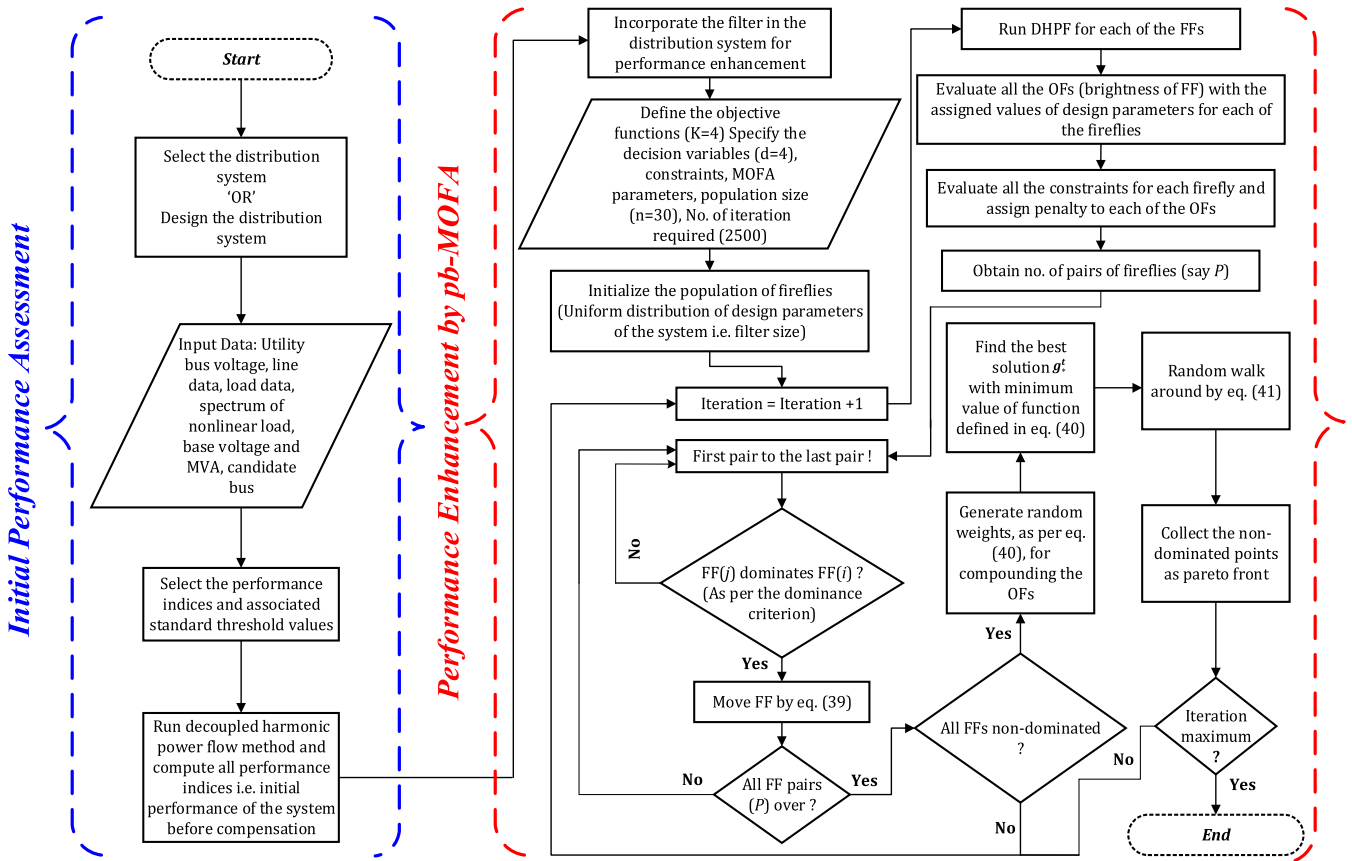 Initial Performance Assessment
Start
Select the distribution
system
‘OR’
Design the distribution
system
Input Data: Utility
bus voltage, line
data, load data,
spectrum of
nonlinear load,
base voltage and
MVA, candidate
bus
Select the performance
indices and associated
standard threshold values
Run decoupled harmonic
power flow method and
compute all performance
indices i.e. initial
performance of the system
before compensation
Performance Enhancement by pb-MOFA
Incorporate the filter in the
distribution system for
performance enhancement
Define the objective
functions (K=4) Specify the
decision variables (d=4),
constraints, MOFA
parameters, population size
(n=30), No. of iteration
required (2500)
Initialize the population of fireflies
(Uniform distribution of design parameters
of the system i.e. filter size)
Iteration = Iteration +1
Run DHPF for each of the FFs
Evaluate all the OFs (brightness of FF) with the
assigned values of design parameters for each of
the fireflies
Evaluate all the constraints for each firefly and
assign penalty to each of the OFs
Obtain no. of pairs of fireflies (say P)
First pair to the last pair !
FF(j) dominates FF(i) ?
(As per the dominance
criterion)
No
Yes
Move FF by eq. (39)
All FF pairs
(P) over ?
No
Yes
All FFs non-dominated
?
No
Yes
Generate random
weights, as per eq.
(40), for
compounding the
OFs
Find the best
solution
with minimum
value of function
defined in eq. (40)
Random walk
around by eq. (41)
Collect the non-
dominated points
as pareto front
Iteration
maximum
?
No
Yes
End